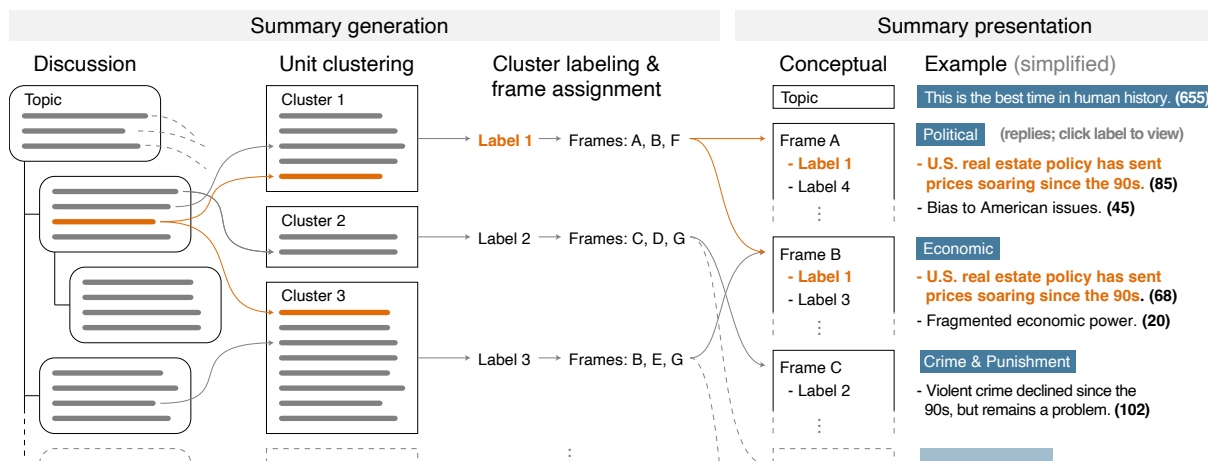 Summary generation
Summary presentation
Discussion
Unit clustering
Cluster labeling &
frame assignment
Conceptual
Example (simplified)
Topic
Cluster 1
Cluster 2
Cluster 3
Label 1
Frames: A, B, F
Label 2
Frames: C, D, G
Label 3
Frames: B, E, G
Topic
Frame A
- Label 1
- Label 4
Frame B
- Label 1
- Label 3
Frame C
- Label 2
This is the best time in human history. (655)
Political
(replies; click label to view)
- U.S. real estate policy has sent
prices soaring since the 90s. (85)
- Bias to American issues. (45)
Economic
- U.S. real estate policy has sent
prices soaring since the 90s. (68)
- Fragmented economic power. (20)
Crime & Punishment
- Violent crime declined since the
90s, but remains a problem. (102)